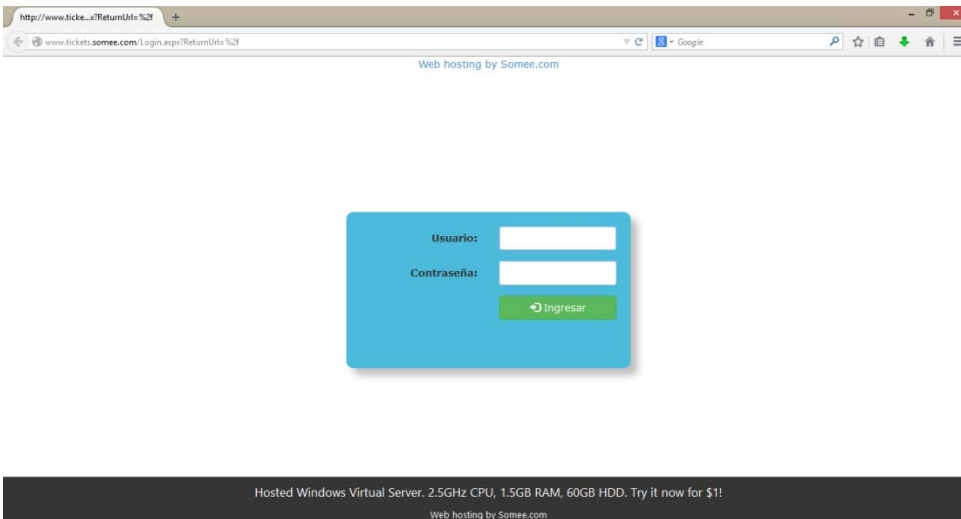 http://www.ticke...x?ReturnUrl=%2f
www.tickets.somee.com/Login.aspx?ReturnUrl=%2f
Google
Web hosting by Somee.com
Usuario:
Contraseña:
Ingresar
Hosted Windows Virtual Server. 2.5GHz CPU, 1.5GB RAM, 60GB HDD. Try it now for $1!
Web hosting by Somee.com